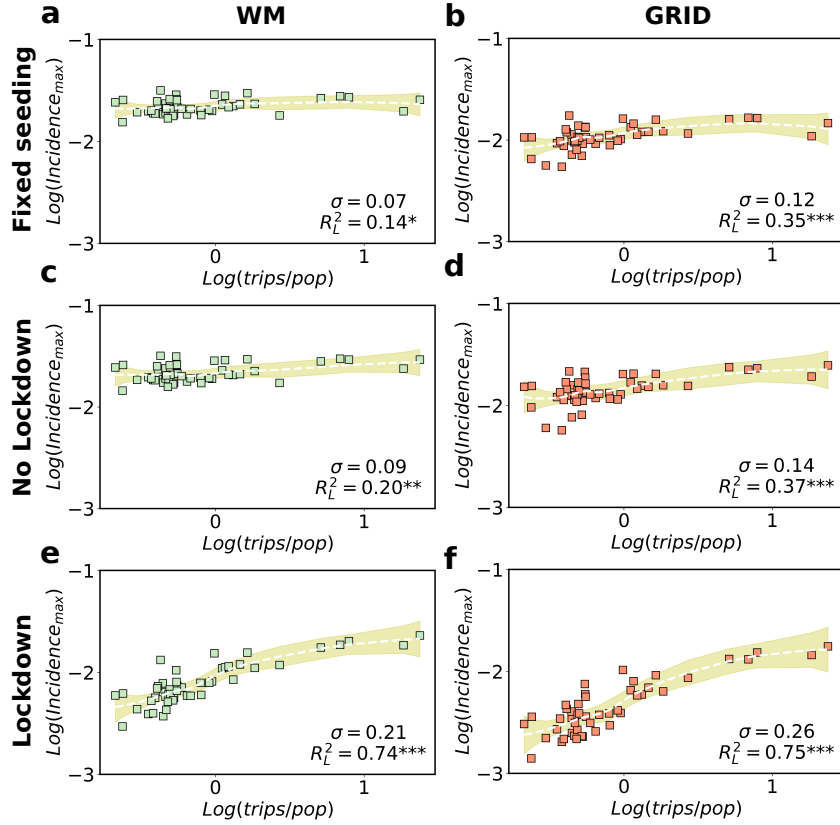 WM
GRID
Fixed seeding
a
−1
−2
−3
Log(Incidence_max)
σ = 0.07
R_L^2 = 0.14*
0
1
Log(trips/pop)
b
−1
−2
−3
Log(Incidence_max)
σ = 0.12
R_L^2 = 0.35***
0
1
Log(trips/pop)
No Lockdown
c
−1
−2
−3
Log(Incidence_max)
σ = 0.09
R_L^2 = 0.20**
0
1
Log(trips/pop)
d
−1
−2
−3
Log(Incidence_max)
σ = 0.14
R_L^2 = 0.37***
0
1
Log(trips/pop)
Lockdown
e
−1
−2
−3
Log(Incidence_max)
σ = 0.21
R_L^2 = 0.74***
0
1
Log(trips/pop)
f
−1
−2
−3
Log(Incidence_max)
σ = 0.26
R_L^2 = 0.75***
0
1
Log(trips/pop)